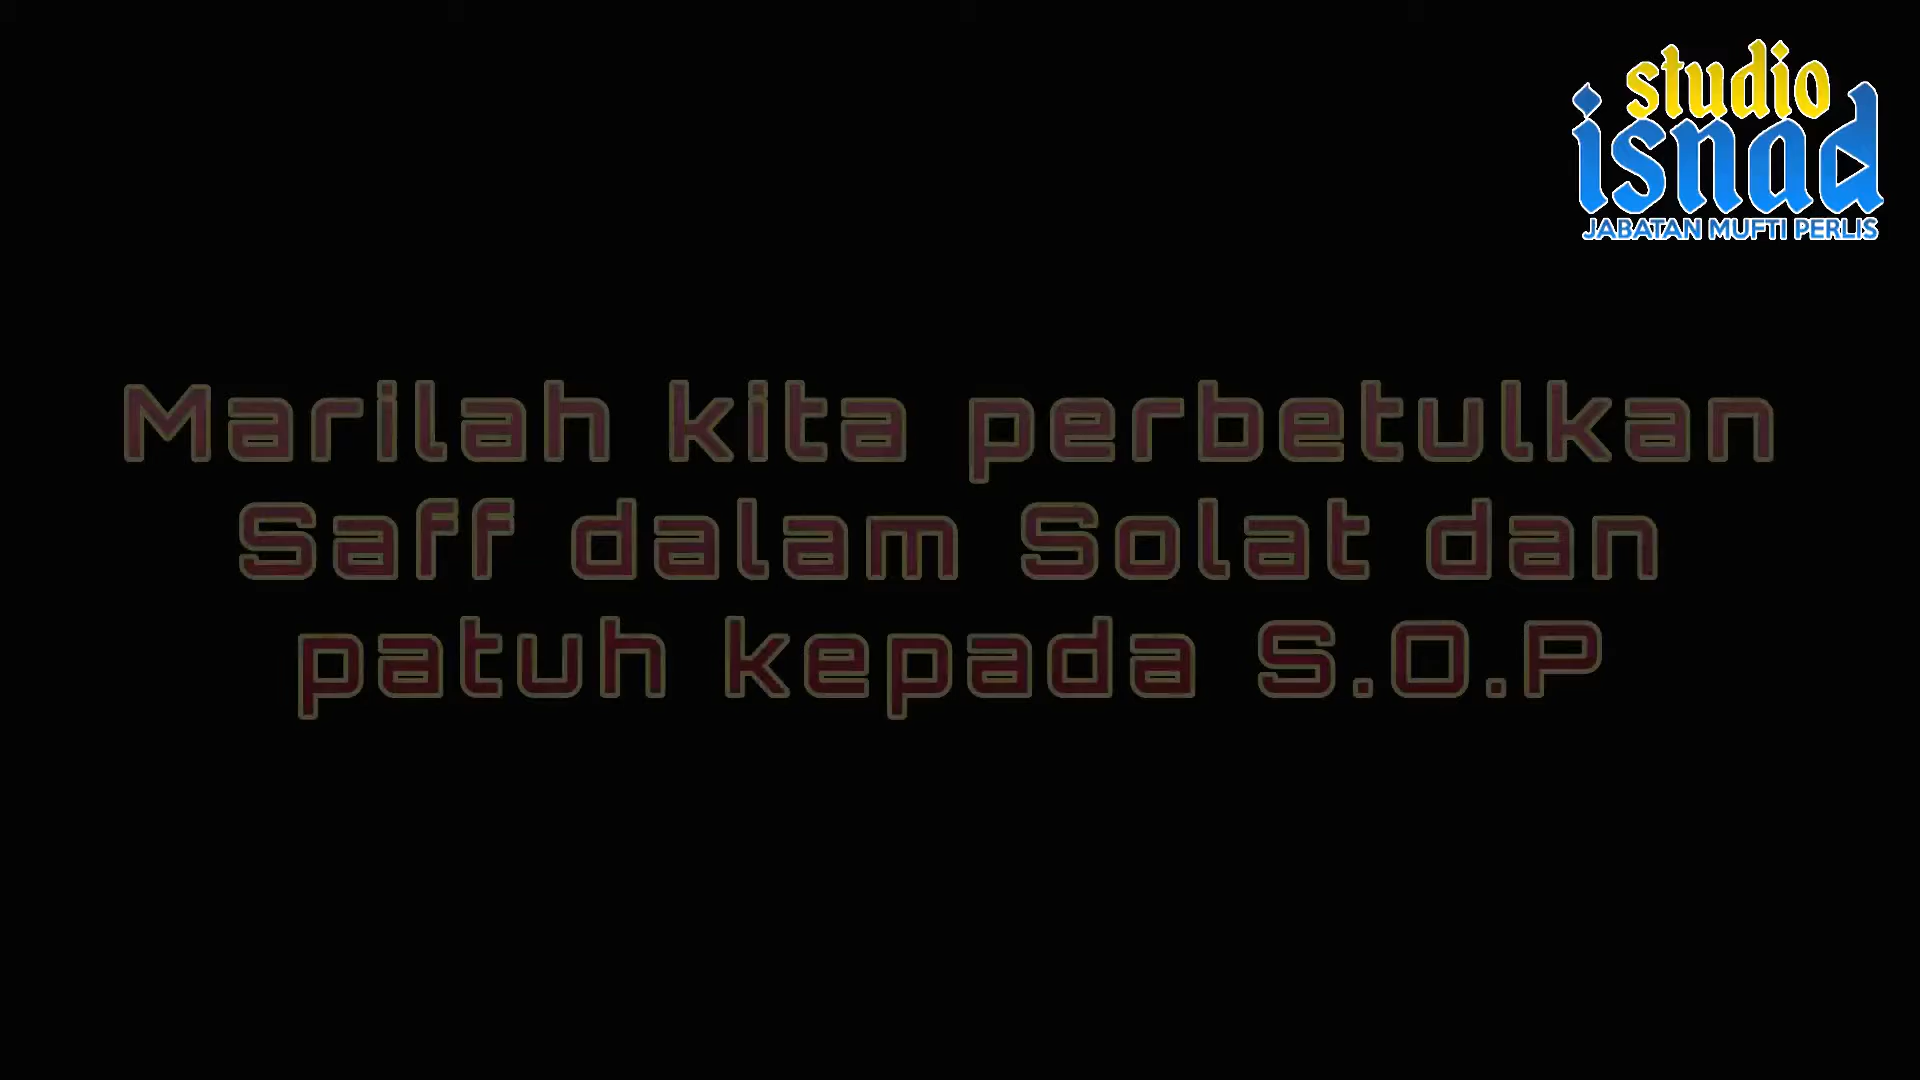 studio
isnad
JABATAN MUFTI PERLIS
Marilah kita perbetulkan
Saff dalam Solat dan
patuh kepada S.O.P